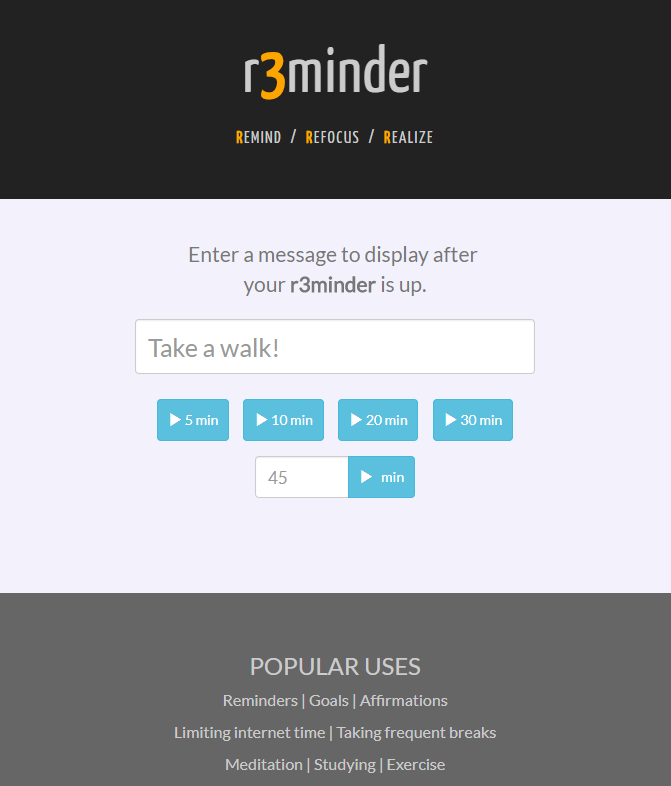 r3minder
REMIND / REFOCUS / REALIZE
Enter a message to display after
your r3minder is up.
Take a walk!
5 min 10 min 20 min 30 min
45 min
POPULAR USES
Reminders | Goals | Affirmations
Limiting internet time | Taking frequent breaks
Meditation | Studying | Exercise